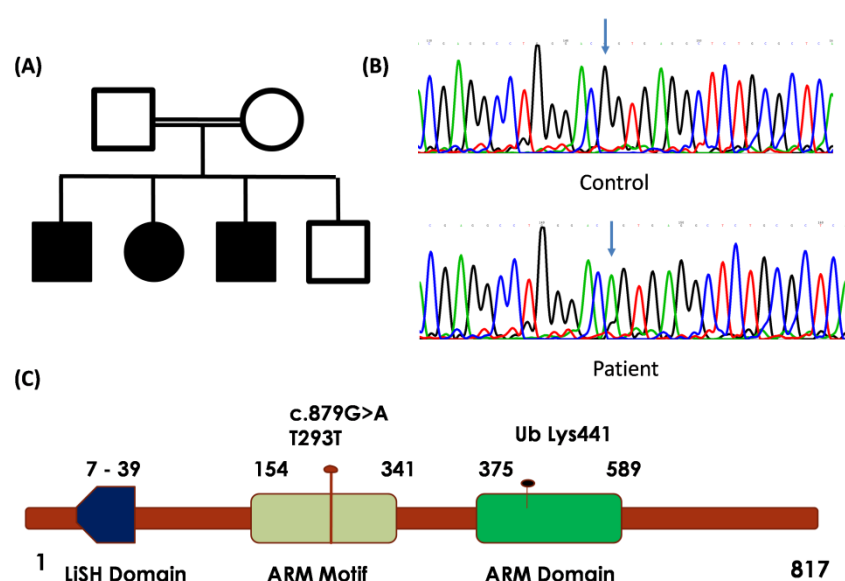 (A)
(B)
Control
Patient
(C)
c.879G>A
T293T
Ub Lys441
7 - 39
154
341
375
589
1
LiSH Domain
ARM Motif
ARM Domain
817